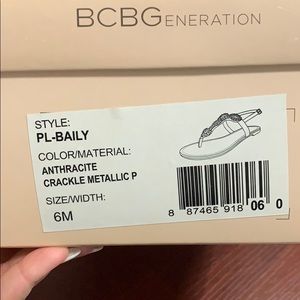 BCBGENERATION
STYLE:
PL-BAILY
COLOR/MATERIAL:
ANTHRACITE
CRACKLE METALLIC P
SIZE/WIDTH:
6M
8 87465 918 06 0